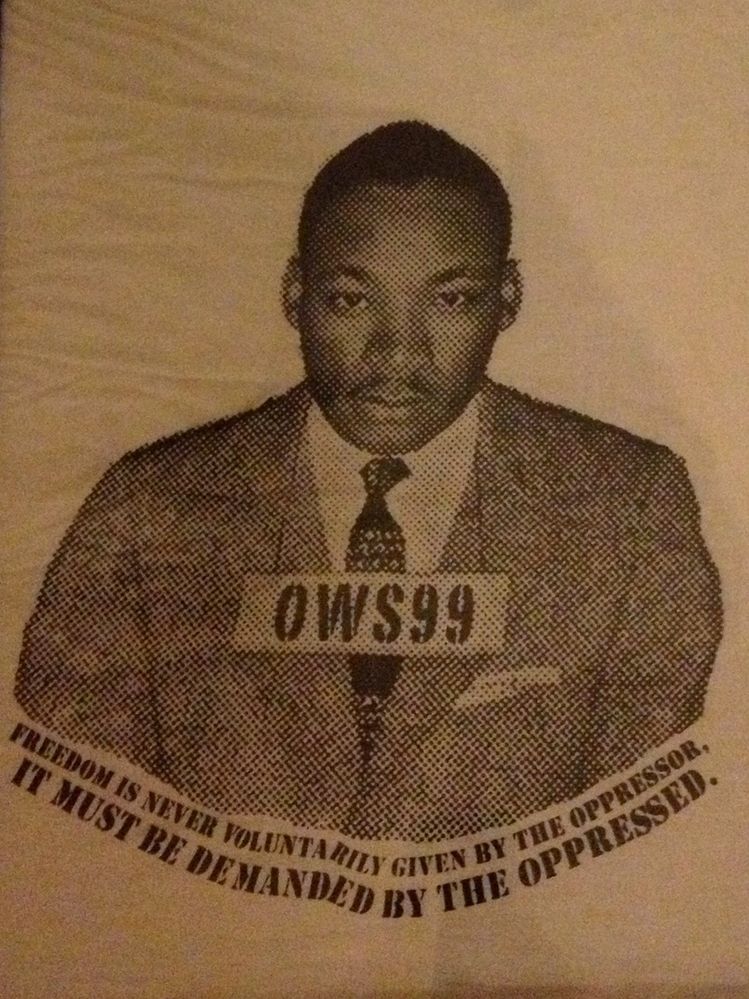 OWS99
FREEDOM IS NEVER VOLUNTARILY GIVEN BY THE OPPRESSOR,
IT MUST BE DEMANDED BY THE OPPRESSED.